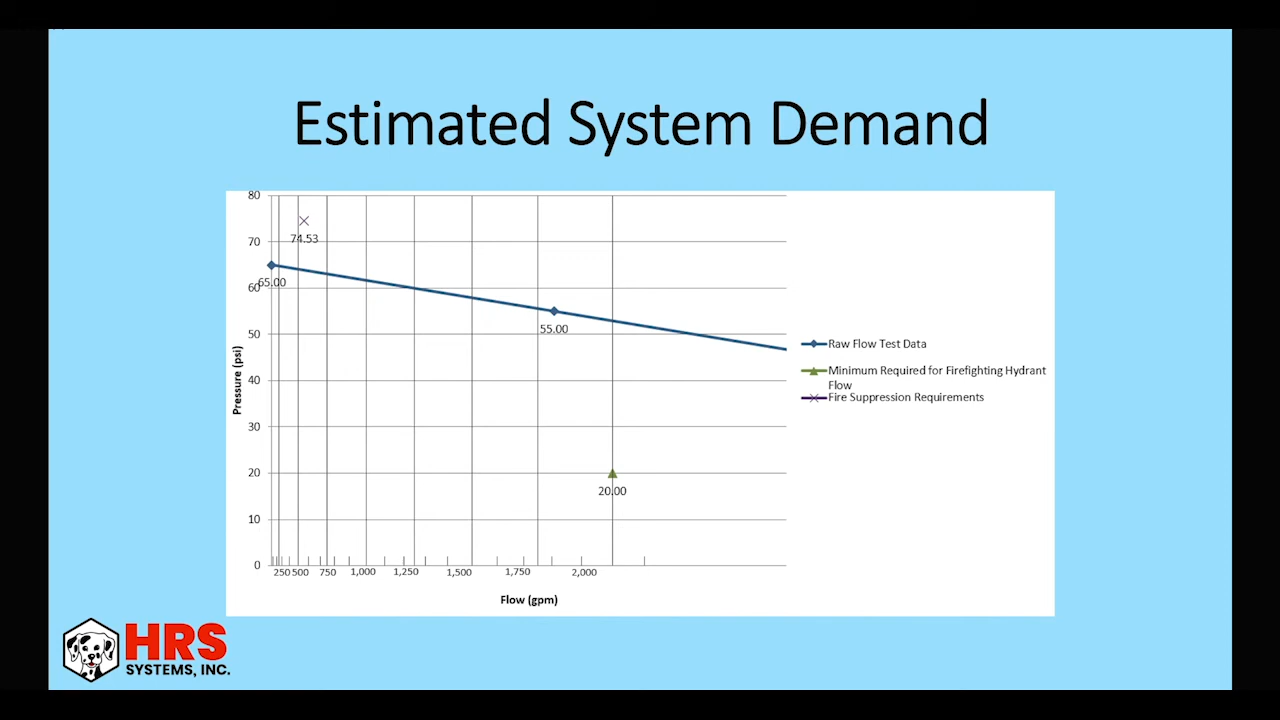 Estimated System Demand
80
74.53
70
65.00
60
55.00
50
40
30
20
20.00
10
0
Pressure (psi)
250 500 750 1,000 1,250 1,500 1,750 2,000
Flow (gpm)
Raw Flow Test Data
Minimum Required for Firefighting Hydrant
Flow
Fire Suppression Requirements
HRS
SYSTEMS, INC.